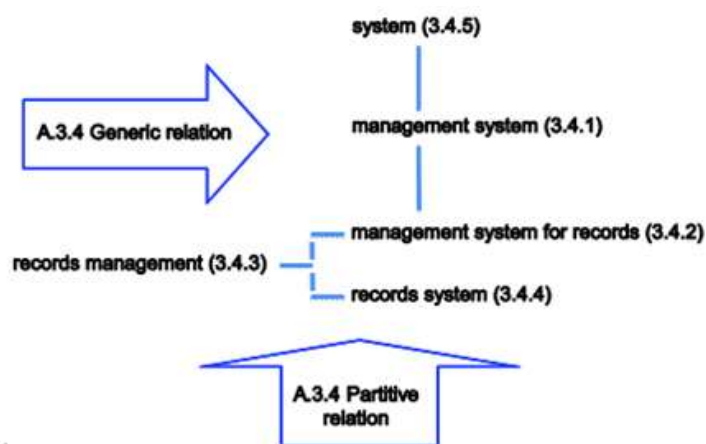 system (3.4.5)
A.3.4 Generic relation
management system (3.4.1)
management system for records (3.4.2)
records management (3.4.3)
records system (3.4.4)
A.3.4 Partitive
relation